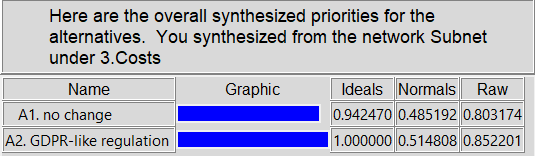 Here are the overall synthesized priorities for the
alternatives.  You synthesized from the network Subnet
under 3.Costs
Name Graphic Ideals Normals Raw
A1. no change 0.942470 0.485192 0.803174
A2. GDPR-like regulation 1.000000 0.514808 0.852201